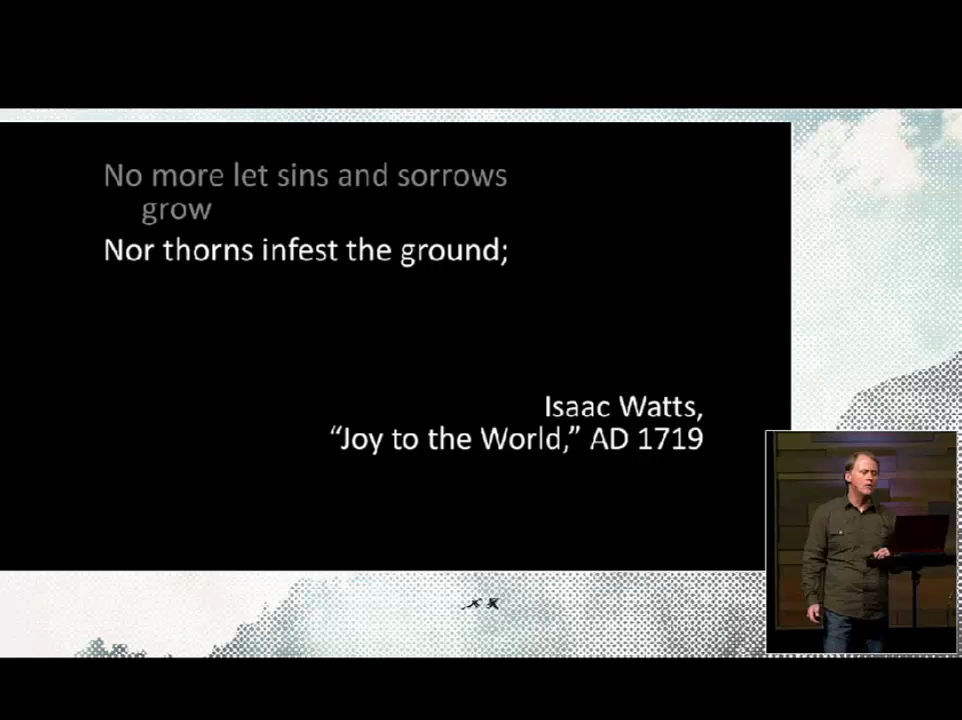 No more let sins and sorrows
grow
Nor thorns infest the ground;
Isaac Watts,
“Joy to the World,” AD 1719